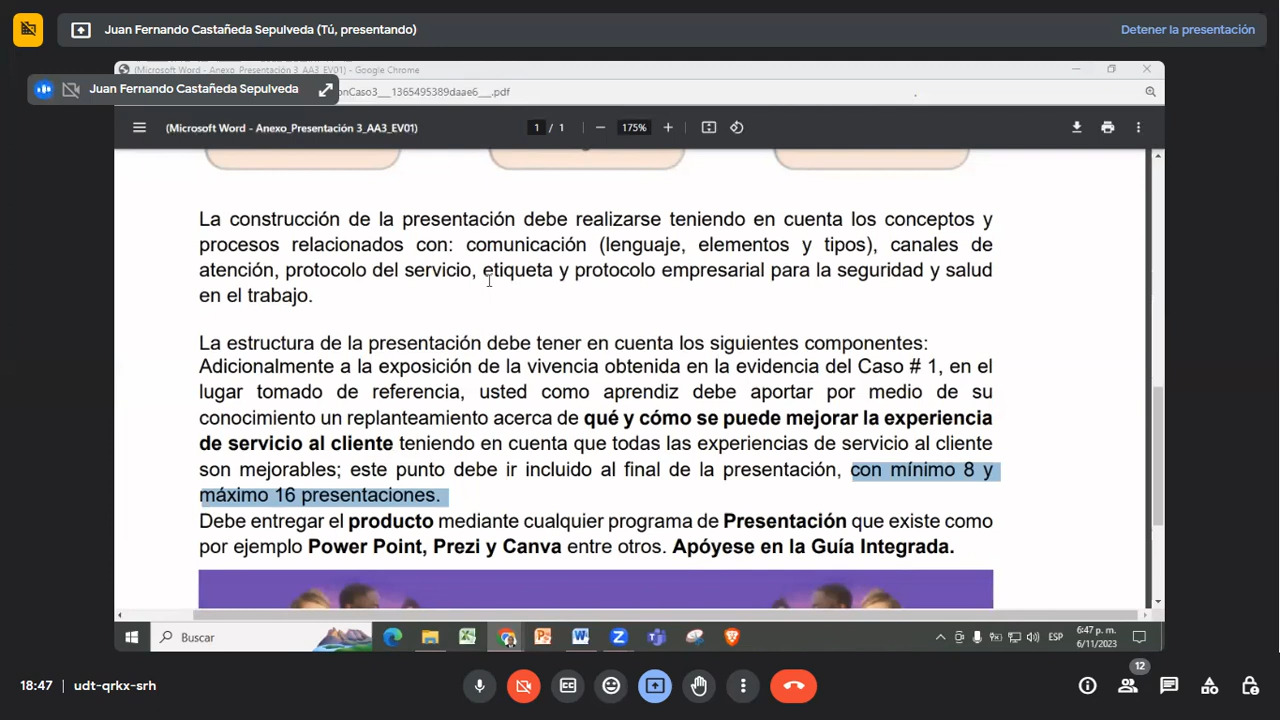 Juan Fernando Castañeda Sepulveda (Tú, presentando)
Detener la presentación
(Microsoft Word - Anexo_Presentación 3_AA3_EV01) - Google Chrome
Juan Fernando Castañeda Sepulveda
onCaso3___1365495389daae6__.pdf
(Microsoft Word - Anexo_Presentación 3_AA3_EV01)
1 / 1
175%
La construcción de la presentación debe realizarse teniendo en cuenta los conceptos y
procesos relacionados con: comunicación (lenguaje, elementos y tipos), canales de
atención, protocolo del servicio, etiqueta y protocolo empresarial para la seguridad y salud
en el trabajo.
La estructura de la presentación debe tener en cuenta los siguientes componentes:
Adicionalmente a la exposición de la vivencia obtenida en la evidencia del Caso # 1, en el
lugar tomado de referencia, usted como aprendiz debe aportar por medio de su
conocimiento un replanteamiento acerca de qué y cómo se puede mejorar la experiencia
de servicio al cliente teniendo en cuenta que todas las experiencias de servicio al cliente
son mejorables; este punto debe ir incluido al final de la presentación, con mínimo 8 y
máximo 16 presentaciones.
Debe entregar el producto mediante cualquier programa de Presentación que existe como
por ejemplo Power Point, Prezi y Canva entre otros. Apóyese en la Guía Integrada.
Buscar
ESP
6:47 p. m.
6/11/2023
18:47
udt-qrkx-srh
12